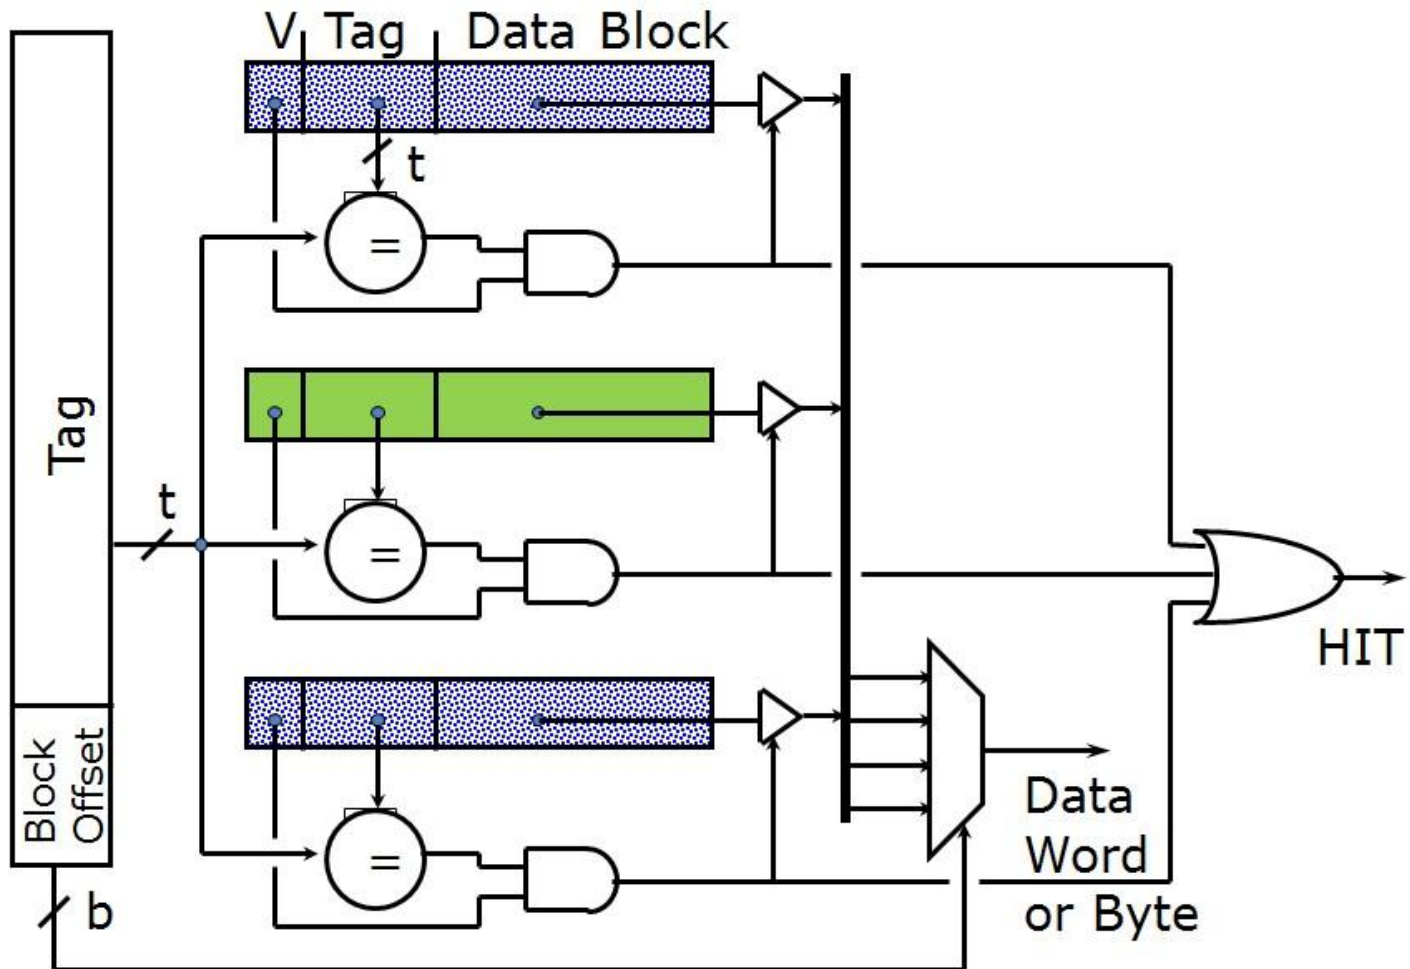 V Tag Data Block
t
=
Tag
t
=
HIT
Block
Offset
=
Data
Word
or Byte
b